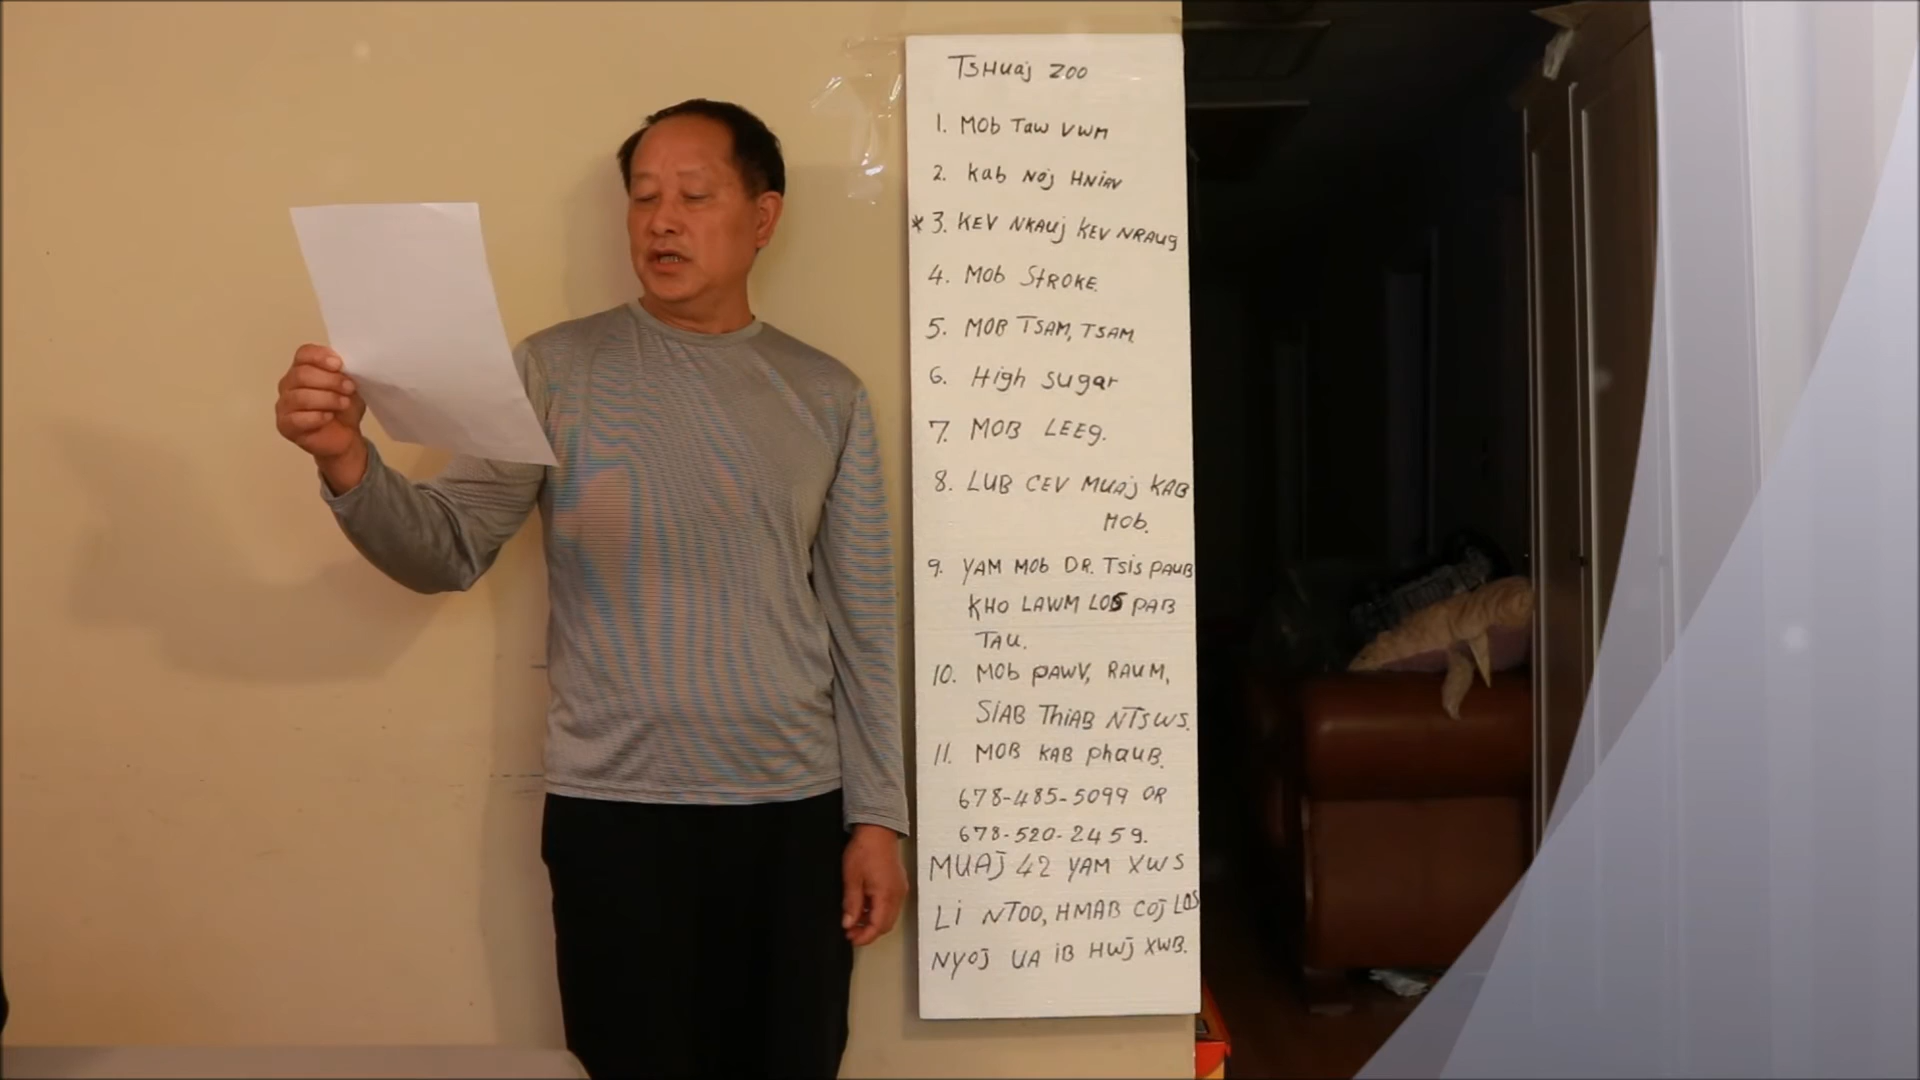 TSHUaj ZOO
1. MOb Taw VWM
2. Kab Noj HNiav
* 3. KEV NKAUj KEV NRAUg
4. MOb StROKE.
5. MOB TSAM, TSAM.
6. High sugar
7. MOB LEEg.
8. LUB CEV MUAj KAB
MOb.
9. YAM MOb DR. Tsis PAUB
KHO LAWM LOS PAB
TAU.
10. MOb PAWV, RAUM,
SiAB ThiAB NTSWS.
11. MOB KAB PhauB.
678-485-5099 OR
678-520-2459.
MUAJ 42 YAM XWS
Li NTOO, HMAB COJ LOS
NYOJ UA iB HWJ XWB.